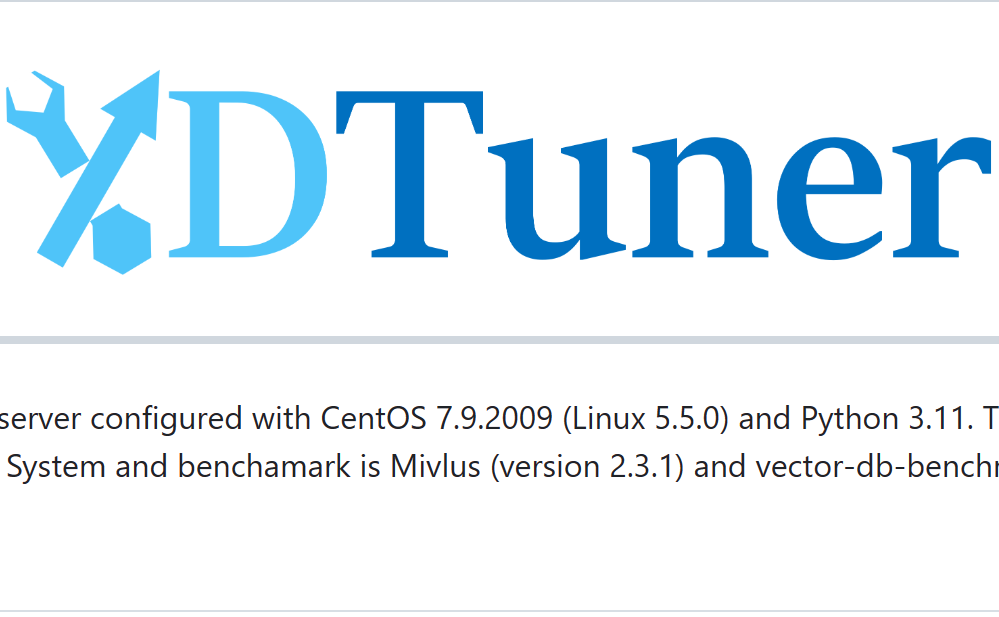 DTuner
server configured with CentOS 7.9.2009 (Linux 5.5.0) and Python 3.11. T
System and benchamark is Mivlus (version 2.3.1) and vector-db-bench